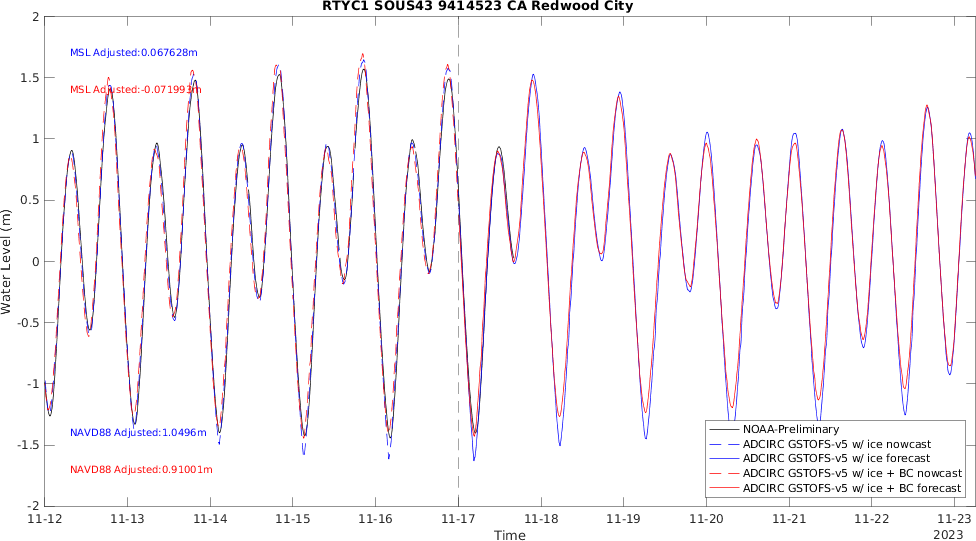 RTYC1 SOUS43 9414523 CA Redwood City
2
1.5
1
0.5
0
-0.5
-1
-1.5
-2
Water Level (m)
MSL Adjusted:0.067628m
MSL Adjusted:-0.071993m
NAVD88 Adjusted:1.0496m
NAVD88 Adjusted:0.91001m
NOAA-Preliminary
ADCIRC GSTOFS-v5 w/ ice nowcast
ADCIRC GSTOFS-v5 w/ ice forecast
ADCIRC GSTOFS-v5 w/ ice + BC nowcast
ADCIRC GSTOFS-v5 w/ ice + BC forecast
11-12 11-13 11-14 11-15 11-16 11-17 11-18 11-19 11-20 11-21 11-22 11-23
Time
2023